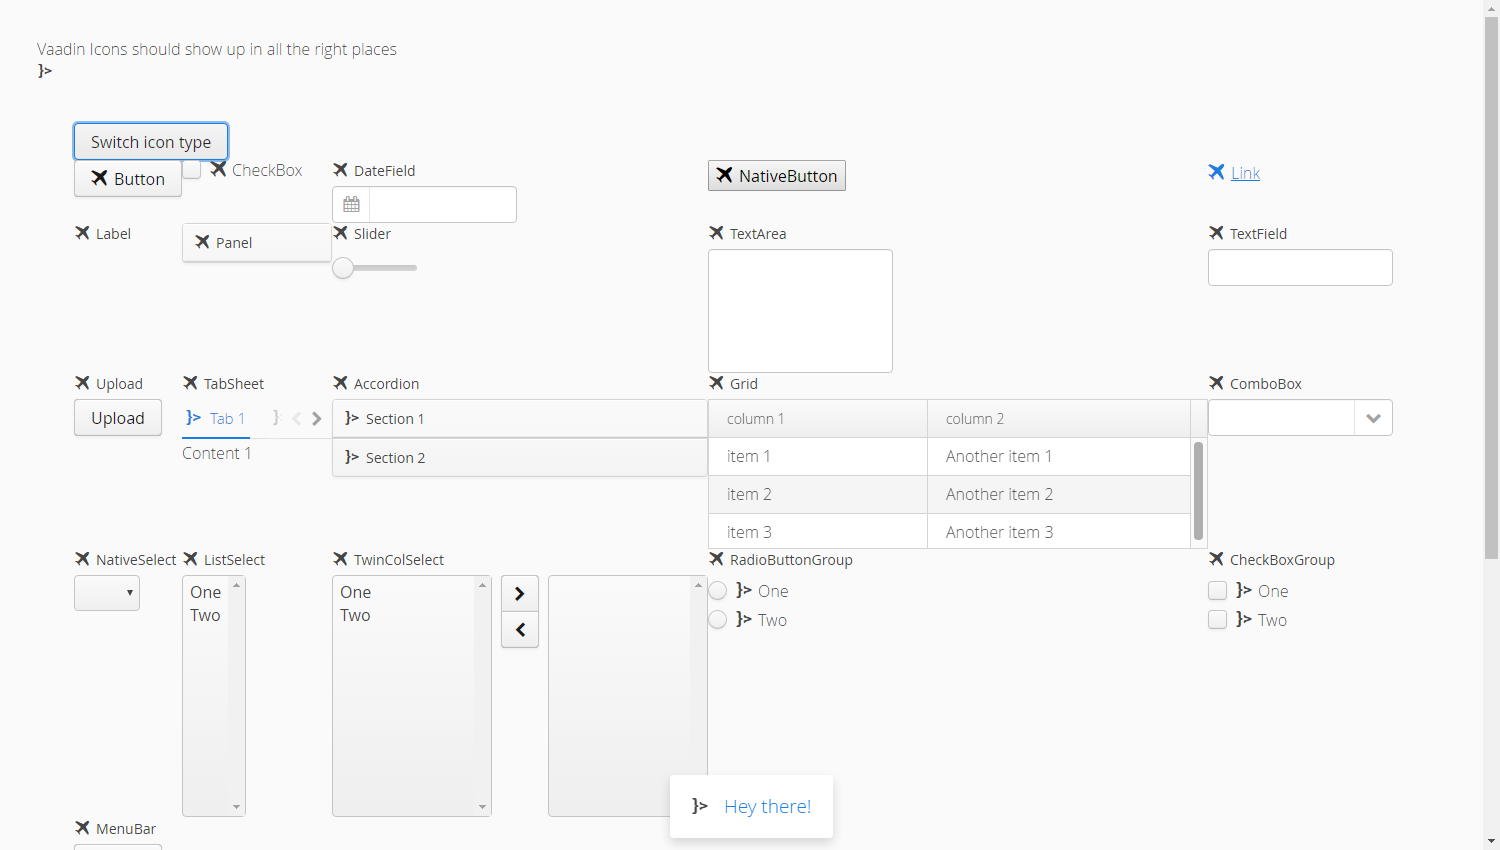 Vaadin Icons should show up in all the right places
Switch icon type
Button
CheckBox
DateField
NativeButton
Link
Label
Panel
Slider
TextArea
TextField
Upload
TabSheet
Accordion
Grid
ComboBox
Upload
Tab 1
Section 1
column 1
column 2
Content 1
Section 2
item 1
Another item 1
item 2
Another item 2
item 3
Another item 3
NativeSelect
ListSelect
TwinColSelect
RadioButtonGroup
CheckBoxGroup
One
Two
One
Two
One
Two
One
Two
Hey there!
MenuBar